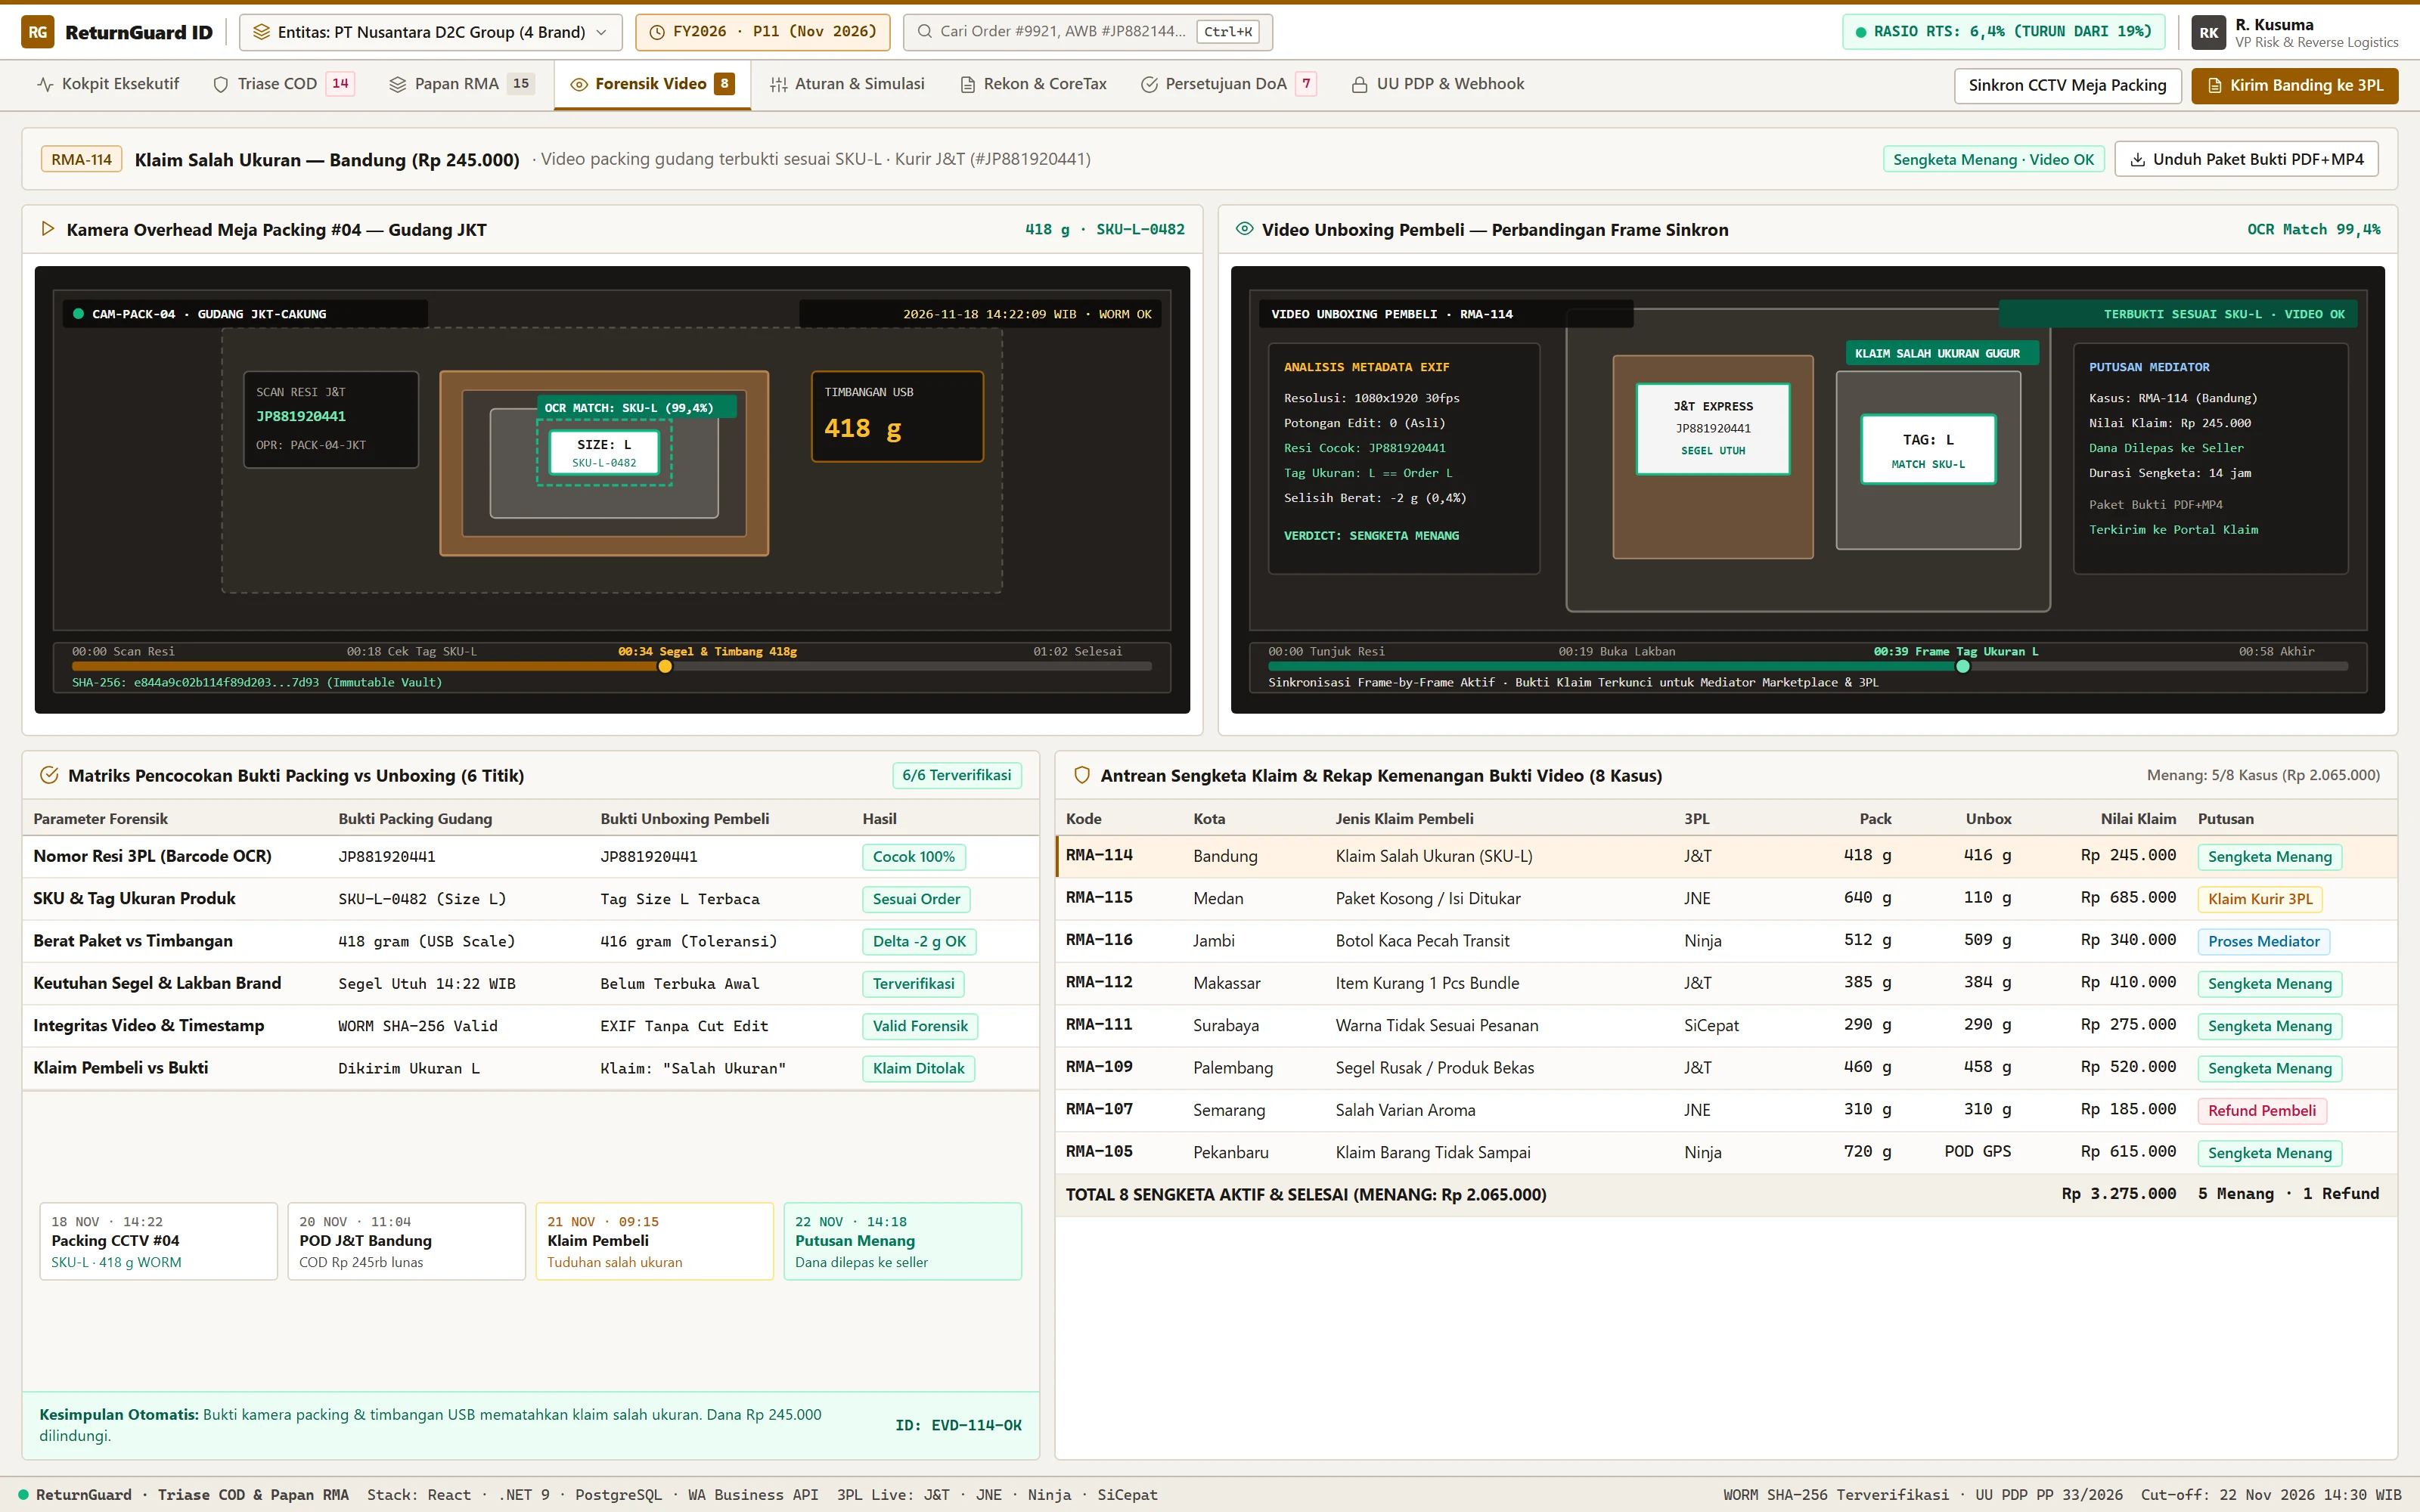 RG ReturnGuard ID
Entitas: PT Nusantara D2C Group (4 Brand)
FY2026 · P11 (Nov 2026)
Cari Order #9921, AWB #JP882144... Ctrl+K
RASIO RTS: 6,4% (TURUN DARI 19%)
RK
R. Kusuma
VP Risk & Reverse Logistics
Kokpit Eksekutif
Triase COD 14
Papan RMA 15
Forensik Video 8
Aturan & Simulasi
Rekon & CoreTax
Persetujuan DoA 7
UU PDP & Webhook
Sinkron CCTV Meja Packing
Kirim Banding ke 3PL
RMA-114 Klaim Salah Ukuran — Bandung (Rp 245.000) · Video packing gudang terbukti sesuai SKU-L · Kurir J&T (#JP881920441)
Sengketa Menang · Video OK
Unduh Paket Bukti PDF+MP4
Kamera Overhead Meja Packing #04 — Gudang JKT
418 g · SKU-L-0482
CAM-PACK-04 · GUDANG JKT-CAKUNG
2026-11-18 14:22:09 WIB · WORM OK
SCAN RESI J&T
JP881920441
OPR: PACK-04-JKT
OCR MATCH: SKU-L (99,4%)
SIZE: L
SKU-L-0482
TIMBANGAN USB
418 g
00:00 Scan Resi
00:18 Cek Tag SKU-L
00:34 Segel & Timbang 418g
01:02 Selesai
SHA-256: e844a9c02b114f89d203...7d93 (Immutable Vault)
Video Unboxing Pembeli — Perbandingan Frame Sinkron
OCR Match 99,4%
VIDEO UNBOXING PEMBELI · RMA-114
TERBUKTI SESUAI SKU-L · VIDEO OK
ANALISIS METADATA EXIF
Resolusi: 1080x1920 30fps
Potongan Edit: 0 (Asli)
Resi Cocok: JP881920441
Tag Ukuran: L == Order L
Selisih Berat: -2 g (0,4%)
VERDICT: SENGKETA MENANG
J&T EXPRESS
JP881920441
SEGEL UTUH
KLAIM SALAH UKURAN GUGUR
TAG: L
MATCH SKU-L
PUTUSAN MEDIATOR
Kasus: RMA-114 (Bandung)
Nilai Klaim: Rp 245.000
Dana Dilepas ke Seller
Durasi Sengketa: 14 jam
Paket Bukti PDF+MP4
Terkirim ke Portal Klaim
00:00 Tunjuk Resi
00:19 Buka Lakban
00:39 Frame Tag Ukuran L
00:58 Akhir
Sinkronisasi Frame-by-Frame Aktif · Bukti Klaim Terkunci untuk Mediator Marketplace & 3PL
Matriks Pencocokan Bukti Packing vs Unboxing (6 Titik)
6/6 Terverifikasi
Parameter Forensik Bukti Packing Gudang Bukti Unboxing Pembeli Hasil
Nomor Resi 3PL (Barcode OCR) JP881920441 JP881920441 Cocok 100%
SKU & Tag Ukuran Produk SKU-L-0482 (Size L) Tag Size L Terbaca Sesuai Order
Berat Paket vs Timbangan 418 gram (USB Scale) 416 gram (Toleransi) Delta -2 g OK
Keutuhan Segel & Lakban Brand Segel Utuh 14:22 WIB Belum Terbuka Awal Terverifikasi
Integritas Video & Timestamp WORM SHA-256 Valid EXIF Tanpa Cut Edit Valid Forensik
Klaim Pembeli vs Bukti Dikirim Ukuran L Klaim: "Salah Ukuran" Klaim Ditolak
18 NOV · 14:22
Packing CCTV #04
SKU-L · 418 g WORM
20 NOV · 11:04
POD J&T Bandung
COD Rp 245rb lunas
21 NOV · 09:15
Klaim Pembeli
Tuduhan salah ukuran
22 NOV · 14:18
Putusan Menang
Dana dilepas ke seller
Kesimpulan Otomatis: Bukti kamera packing & timbangan USB mematahkan klaim salah ukuran. Dana Rp 245.000
dilindungi.
ID: EVD-114-OK
Antrean Sengketa Klaim & Rekap Kemenangan Bukti Video (8 Kasus)
Menang: 5/8 Kasus (Rp 2.065.000)
Kode Kota Jenis Klaim Pembeli 3PL Pack Unbox Nilai Klaim Putusan
RMA-114 Bandung Klaim Salah Ukuran (SKU-L) J&T 418 g 416 g Rp 245.000 Sengketa Menang
RMA-115 Medan Paket Kosong / Isi Ditukar JNE 640 g 110 g Rp 685.000 Klaim Kurir 3PL
RMA-116 Jambi Botol Kaca Pecah Transit Ninja 512 g 509 g Rp 340.000 Proses Mediator
RMA-112 Makassar Item Kurang 1 Pcs Bundle J&T 385 g 384 g Rp 410.000 Sengketa Menang
RMA-111 Surabaya Warna Tidak Sesuai Pesanan SiCepat 290 g 290 g Rp 275.000 Sengketa Menang
RMA-109 Palembang Segel Rusak / Produk Bekas J&T 460 g 458 g Rp 520.000 Sengketa Menang
RMA-107 Semarang Salah Varian Aroma JNE 310 g 310 g Rp 185.000 Refund Pembeli
RMA-105 Pekanbaru Klaim Barang Tidak Sampai Ninja 720 g POD GPS Rp 615.000 Sengketa Menang
TOTAL 8 SENGKETA AKTIF & SELESAI (MENANG: Rp 2.065.000) Rp 3.275.000 5 Menang · 1 Refund
ReturnGuard · Triase COD & Papan RMA Stack: React · .NET 9 · PostgreSQL · WA Business API 3PL Live: J&T · JNE · Ninja · SiCepat
WORM SHA-256 Terverifikasi · UU PDP PP 33/2026 Cut-off: 22 Nov 2026 14:30 WIB